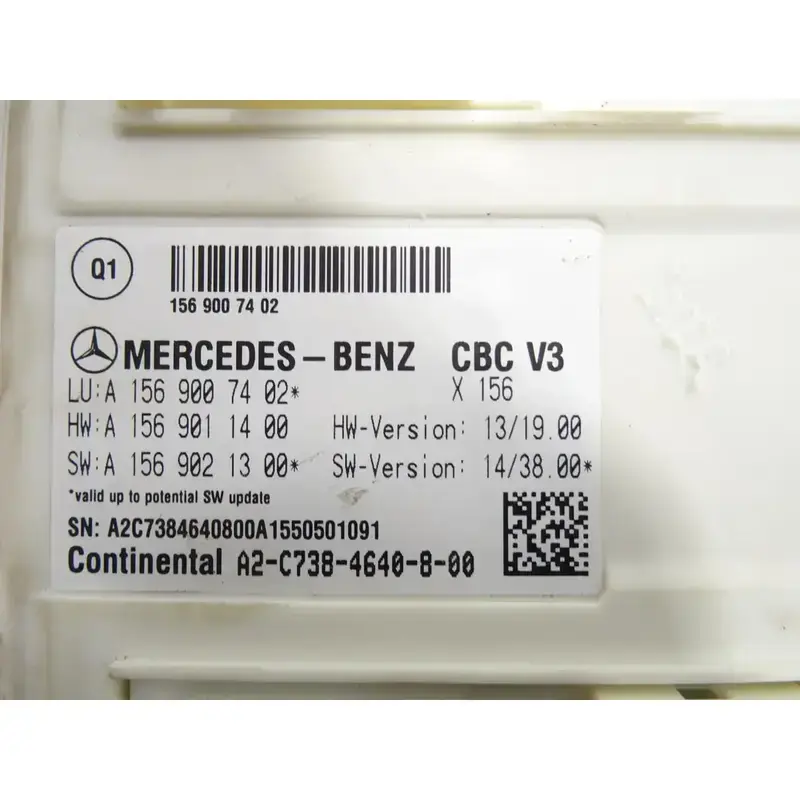 Q1
156 900 74 02
MERCEDES-BENZ CBC V3
LU:A 156 900 74 02* X 156
HW:A 156 901 14 00 HW-Version: 13/19.00
SW:A 156 902 13 00* SW-Version: 14/38.00*
*valid up to potential SW update
SN: A2C7384640800A1550501091
Continental A2-C738-4640-8-00